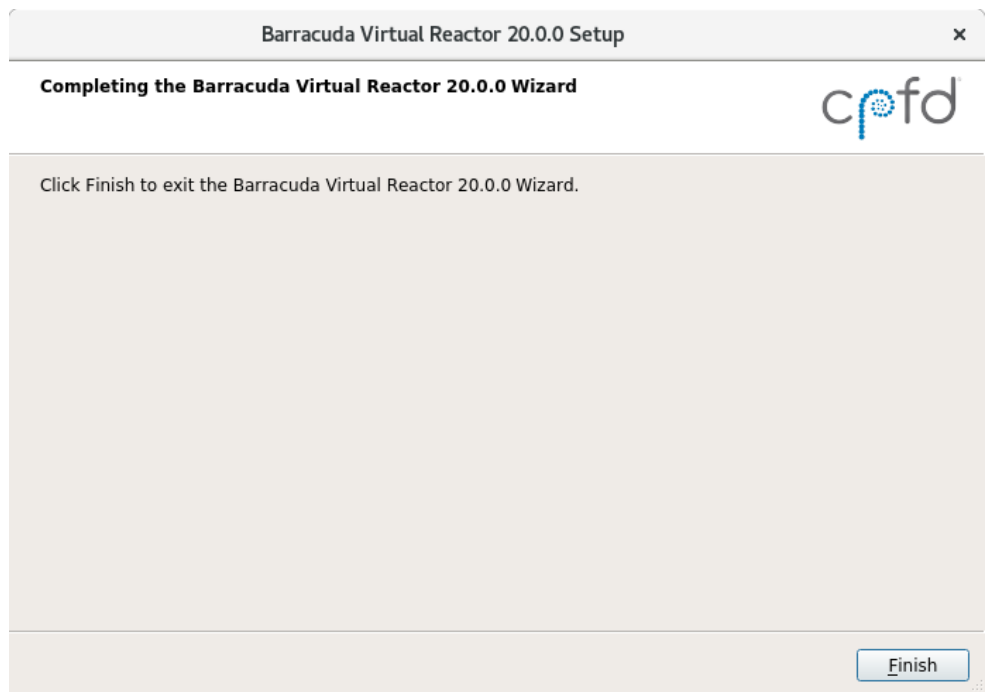 Barracuda Virtual Reactor 20.0.0 Setup
Completing the Barracuda Virtual Reactor 20.0.0 Wizard
cpfd
Click Finish to exit the Barracuda Virtual Reactor 20.0.0 Wizard.
Finish